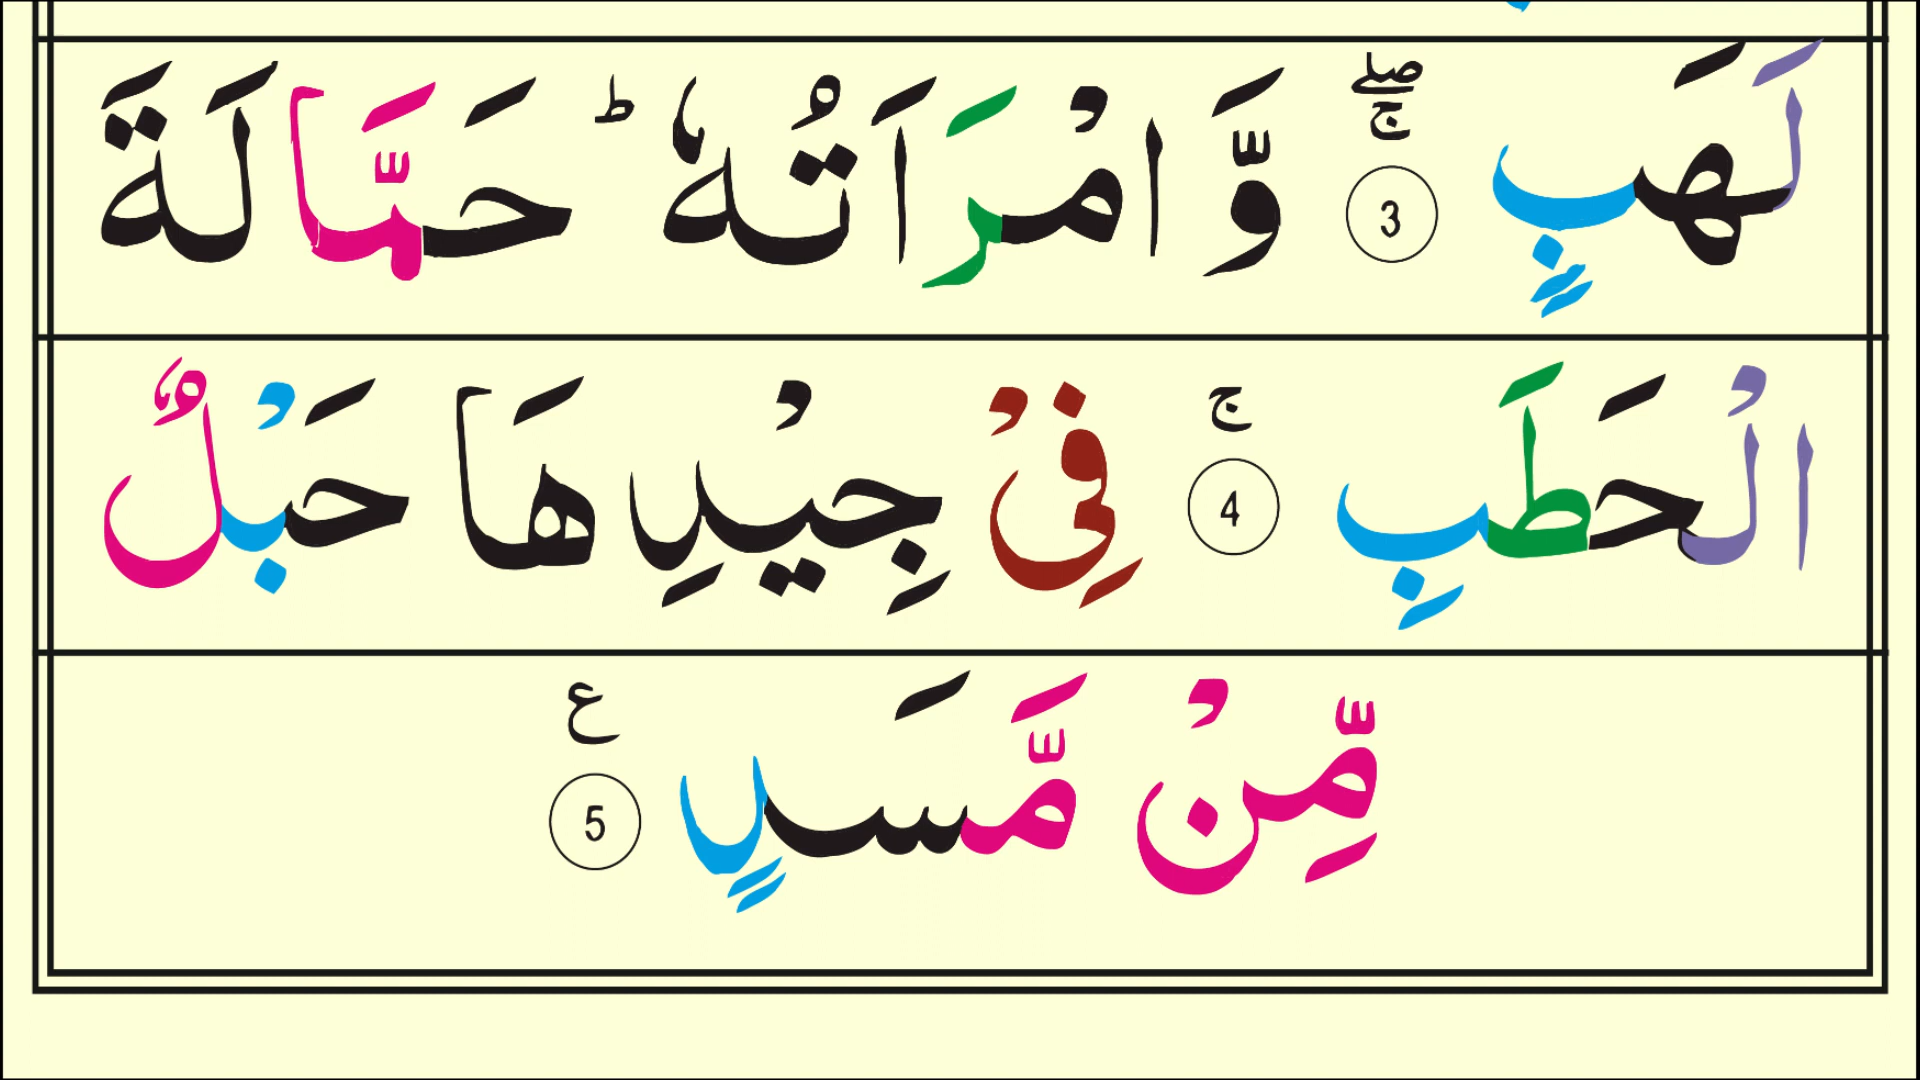 لَهَبٍ 3 ۖۚ وَّ امْرَاَتُهٗ ؕ حَمَّالَةَ
الْحَطَبِ 4 ۚ فِیْ جِیْدِهَا حَبْلٌ
مِّنْ مَّسَدٍ 5 ع